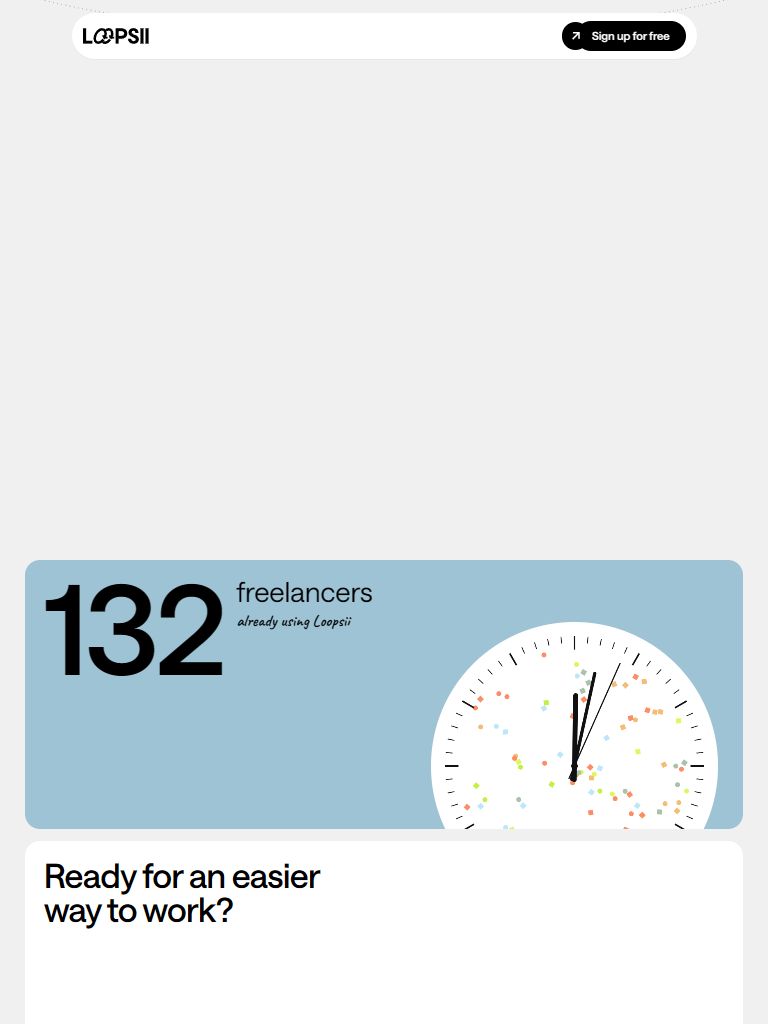 LOOPSII
Sign up for free
132
freelancers
already using Loopsii
Ready for an easier
way to work?